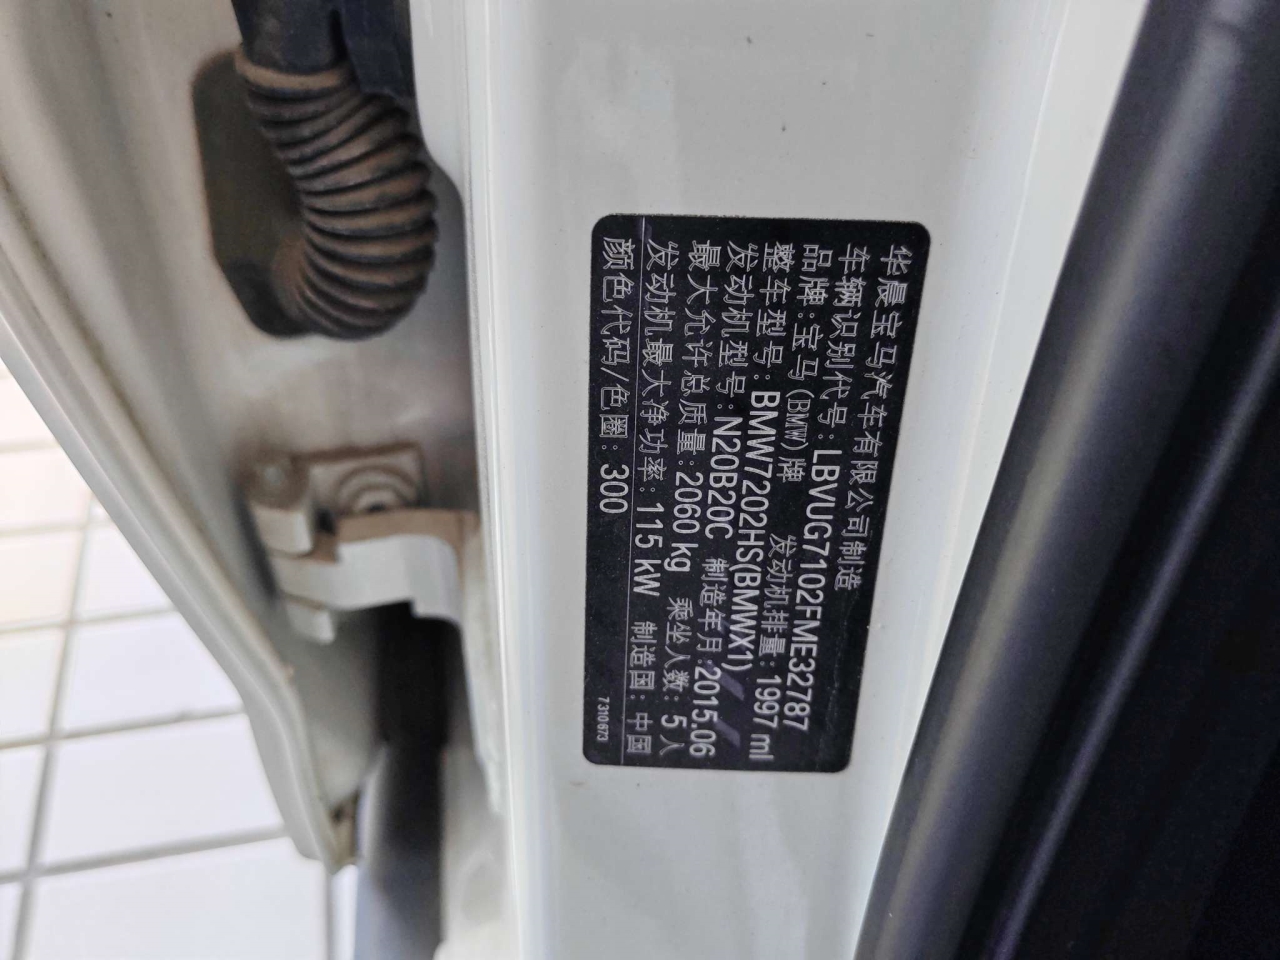 华晨宝马汽车有限公司制造
车辆识别代号:LBVUG7102FME32787
品牌:宝马(BMW)牌 发动机排量:1997 ml
整车型号:BMW7202HS(BMWX1)
发动机型号:N20B20C 制造年月:2015.06
最大允许总质量:2060 kg 乘坐人数:5人
发动机最大净功率:115 kW 制造国:中国
颜色代码/色圈:300 7310673